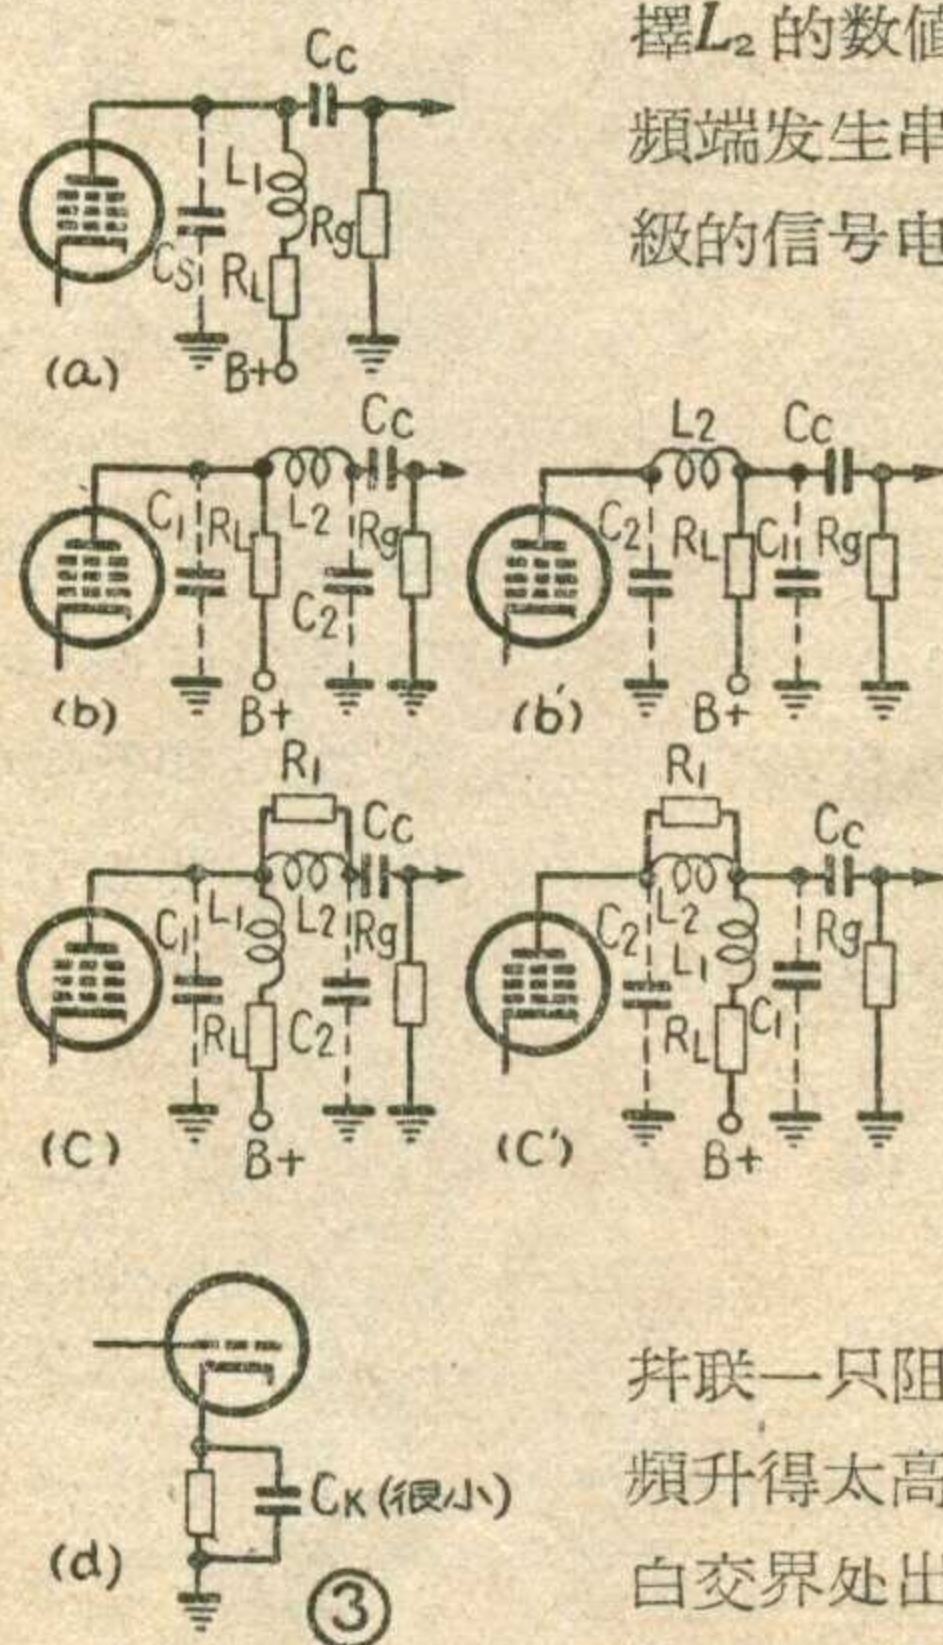 擇L₂ 的数値
頻端发生串
級的信号电
Cc
L1
Rg
Cs
RL
(a)
B+
Cc
C1
RL
L2
Rg
C2
(b)
B+
L2
Cc
C2
RL
C1
Rg
(b')
B+
R1
Cc
C1
L1
L2
Rg
RL
C2
(C)
B+
R1
Cc
C2
L2
Rg
L1
RL
C1
(C')
B+
CK (很小)
(d)
③
幷联一只阻
頻升得太高
白交界处出